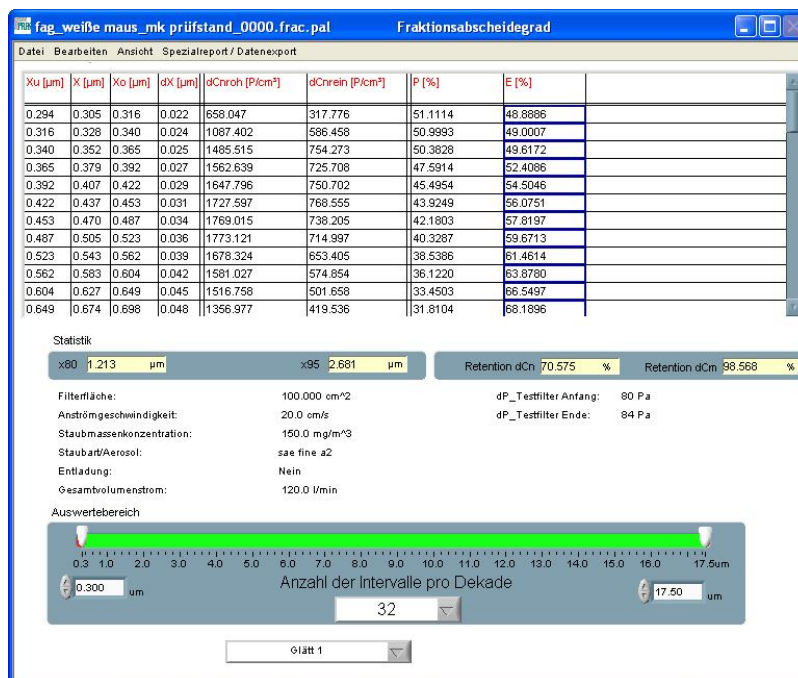 fag_weiße maus_mk prüfstand_0000.frac.pal Fraktionsabscheidegrad
Datei Bearbeiten Ansicht Spezialreport / Datenexport
Xu [µm] X [µm] Xo [µm] dX [µm] dCnroh [P/cm³] dCnrein [P/cm³] P [%] E [%]
0.294 0.305 0.316 0.022 658.047 317.776 51.1114 48.8886
0.316 0.328 0.340 0.024 1087.402 586.458 50.9993 49.0007
0.340 0.352 0.365 0.025 1485.515 754.273 50.3828 49.6172
0.365 0.379 0.392 0.027 1562.639 725.708 47.5914 52.4086
0.392 0.407 0.422 0.029 1647.796 750.702 45.4954 54.5046
0.422 0.437 0.453 0.031 1727.597 768.555 43.9249 56.0751
0.453 0.470 0.487 0.034 1769.015 738.205 42.1803 57.8197
0.487 0.505 0.523 0.036 1773.121 714.997 40.3287 59.6713
0.523 0.543 0.562 0.039 1678.324 653.405 38.5386 61.4614
0.562 0.583 0.604 0.042 1581.027 574.854 36.1220 63.8780
0.604 0.627 0.649 0.045 1516.758 501.658 33.4503 66.5497
0.649 0.674 0.698 0.048 1356.977 419.536 31.8104 68.1896
Statistik
x80 1.213 µm x95 2.681 µm Retention dCn 70.575 % Retention dCm 98.568 %
Filterfläche: 100.000 cm^2 dP_Testfilter Anfang: 80 Pa
Anströmgeschwindigkeit: 20.0 cm/s dP_Testfilter Ende: 84 Pa
Staubmassenkonzentration: 150.0 mg/m^3
Staubart/Aerosol: sae fine a2
Entladung: Nein
Gesamtvolumenstrom: 120.0 l/min
Auswertebereich
0.3 1.0 2.0 3.0 4.0 5.0 6.0 7.0 8.0 9.0 10.0 11.0 12.0 13.0 14.0 15.0 16.0 17.5um
0.300 um Anzahl der Intervalle pro Dekade 17.50 um
32
Glätt 1